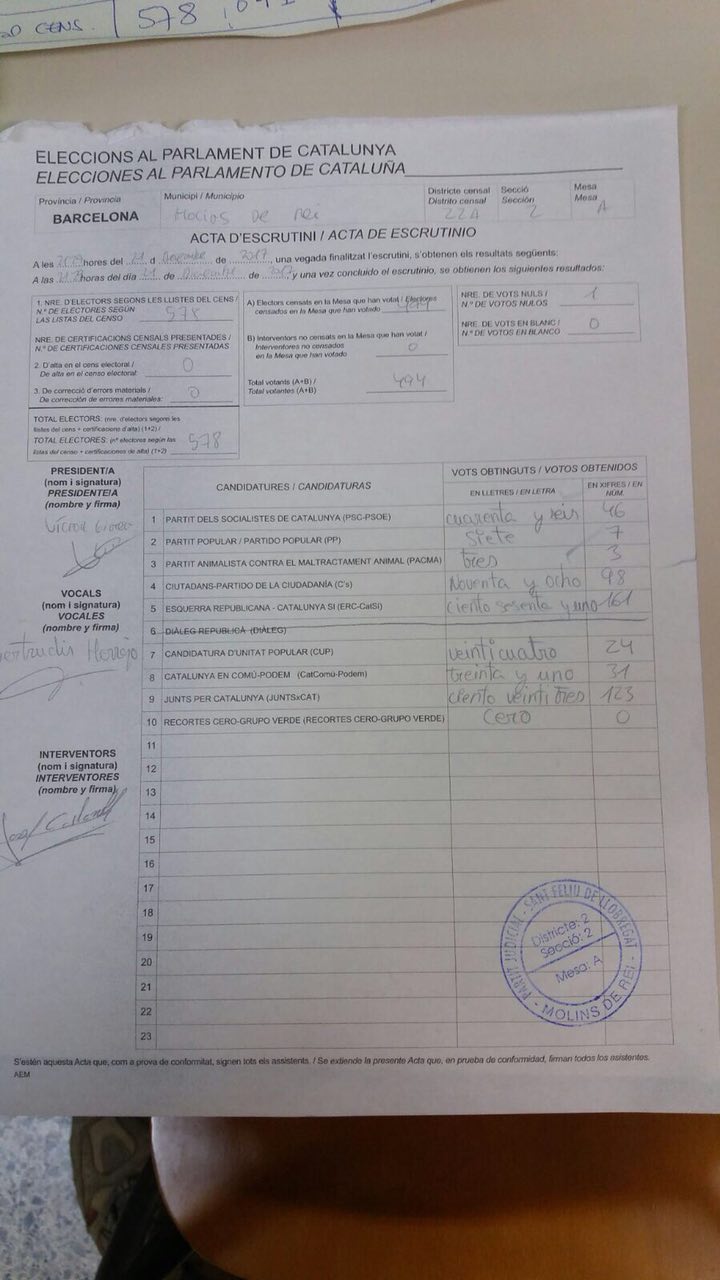 CENS. 578
ELECCIONS AL PARLAMENT DE CATALUNYA
ELECCIONES AL PARLAMENTO DE CATALUÑA
Província / Provincia
BARCELONA
Municipi / Municipio
de rei
Districte censal
Distrito censal
Secció
Sección
2
Mesa
Mesa
A
ACTA D'ESCRUTINI / ACTA DE ESCRUTINIO
A les hores del 21 d de 2017, una vegada finalitzat l'escrutini, s'obtenen els resultats següents:
A las horas del día 21 de de 2017 y una vez concluido el escrutinio, se obtienen los siguientes resultados:
1. NRE. D'ELECTORS SEGONS LES LLISTES DEL CENS /
N.º DE ELECTORES SEGÚN
LAS LISTAS DEL CENSO 578
NRE. DE CERTIFICACIONS CENSALS PRESENTADES /
N.º DE CERTIFICACIONES CENSALES PRESENTADAS
2. D'alta en el cens electoral /
De alta en el censo electoral: 0
3. De correcció d'errors materials /
De corrección de errores materiales: 0
TOTAL ELECTORS: (nre. d'electors segons les
llistes del cens + certificacions d'alta) (1+2) /
TOTAL ELECTORES: (nº electores según las
listas del censo + certificaciones de alta) (1+2) 578
A) Electors censats en la Mesa que han votat / Electores
censados en la Mesa que han votado 494
B) Interventors no censats en la Mesa que han votat /
Interventores no censados
en la Mesa que han votado 0
Total votants (A+B) /
Total votantes (A+B) 494
NRE. DE VOTS NULS /
N.º DE VOTOS NULOS 1
NRE. DE VOTS EN BLANC /
N.º DE VOTOS EN BLANCO 0
PRESIDENT/A
(nom i signatura)
PRESIDENTE/A
(nombre y firma)
VOCALS
(nom i signatura)
VOCALES
(nombre y firma)
INTERVENTORS
(nom i signatura)
INTERVENTORES
(nombre y firma)
CANDIDATURES / CANDIDATURAS
VOTS OBTINGUTS / VOTOS OBTENIDOS
EN LLETRES / EN LETRA
EN XIFRES / EN NÚM.
1 PARTIT DELS SOCIALISTES DE CATALUNYA (PSC-PSOE) cuarenta y seis 46
2 PARTIT POPULAR / PARTIDO POPULAR (PP) Siete 7
3 PARTIT ANIMALISTA CONTRA EL MALTRACTAMENT ANIMAL (PACMA) tres 3
4 CIUTADANS-PARTIDO DE LA CIUDADANÍA (C's) Noventa y ocho 98
5 ESQUERRA REPUBLICANA - CATALUNYA SÍ (ERC-CatSí) ciento sesenta y uno 161
6 DIÀLEG REPUBLICÀ (DIÀLEG)
7 CANDIDATURA D'UNITAT POPULAR (CUP) veinticuatro 24
8 CATALUNYA EN COMÚ-PODEM (CatComú-Podem) treinta y uno 31
9 JUNTS PER CATALUNYA (JUNTSxCAT) ciento veintitres 123
10 RECORTES CERO-GRUPO VERDE (RECORTES CERO-GRUPO VERDE) cero 0
11
12
13
14
15
16
17
18
19
20
21
22
23
PARTIT JUDICIAL - SANT FELIU DE LLOBREGAT
Districte: 2
Secció: 2
Mesa: A
- MOLINS DE REI -
S'estén aquesta Acta que, com a prova de conformitat, signen tots els assistents. / Se extiende la presente Acta que, en prueba de conformidad, firman todos los asistentes.
AEM